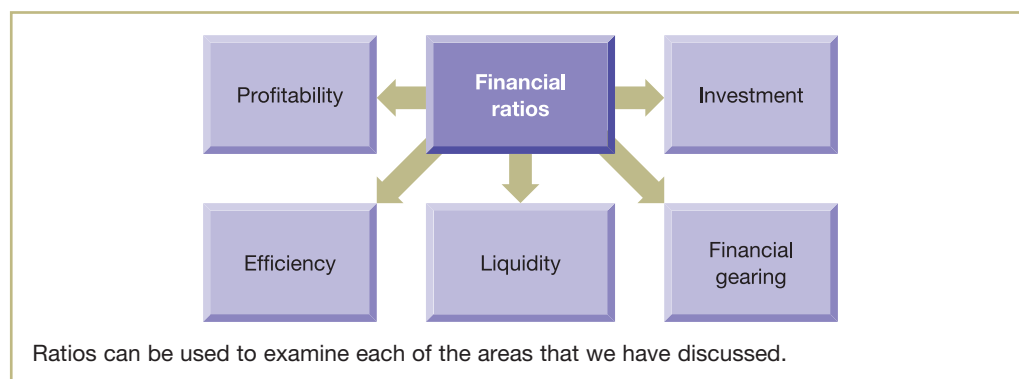 Profitability
Financial
ratios
Investment
Efficiency
Liquidity
Financial
gearing
Ratios can be used to examine each of the areas that we have discussed.